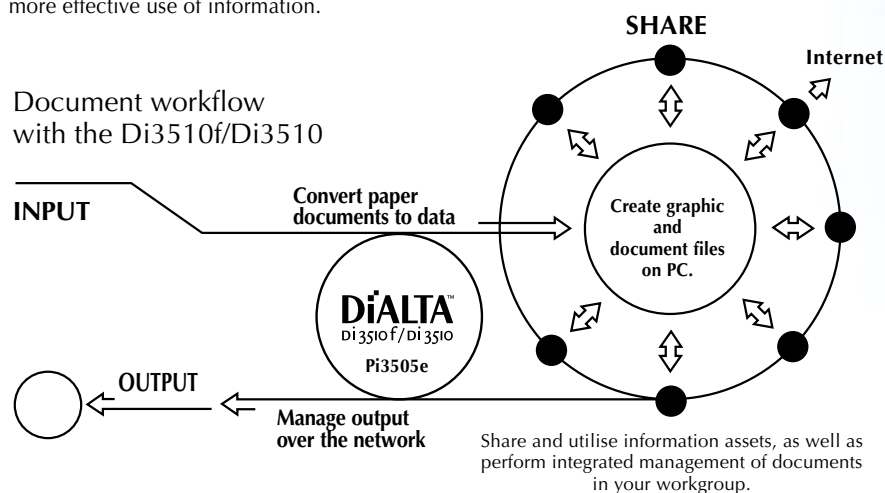 more effective use of information.
SHARE
Internet
Document workflow
with the Di3510f/Di3510
INPUT
Convert paper
documents to data
Create graphic
and
document files
on PC.
DiALTA™
Di3510f/Di3510
Pi3505e
OUTPUT
Manage output
over the network
Share and utilise information assets, as well as
perform integrated management of documents
in your workgroup.